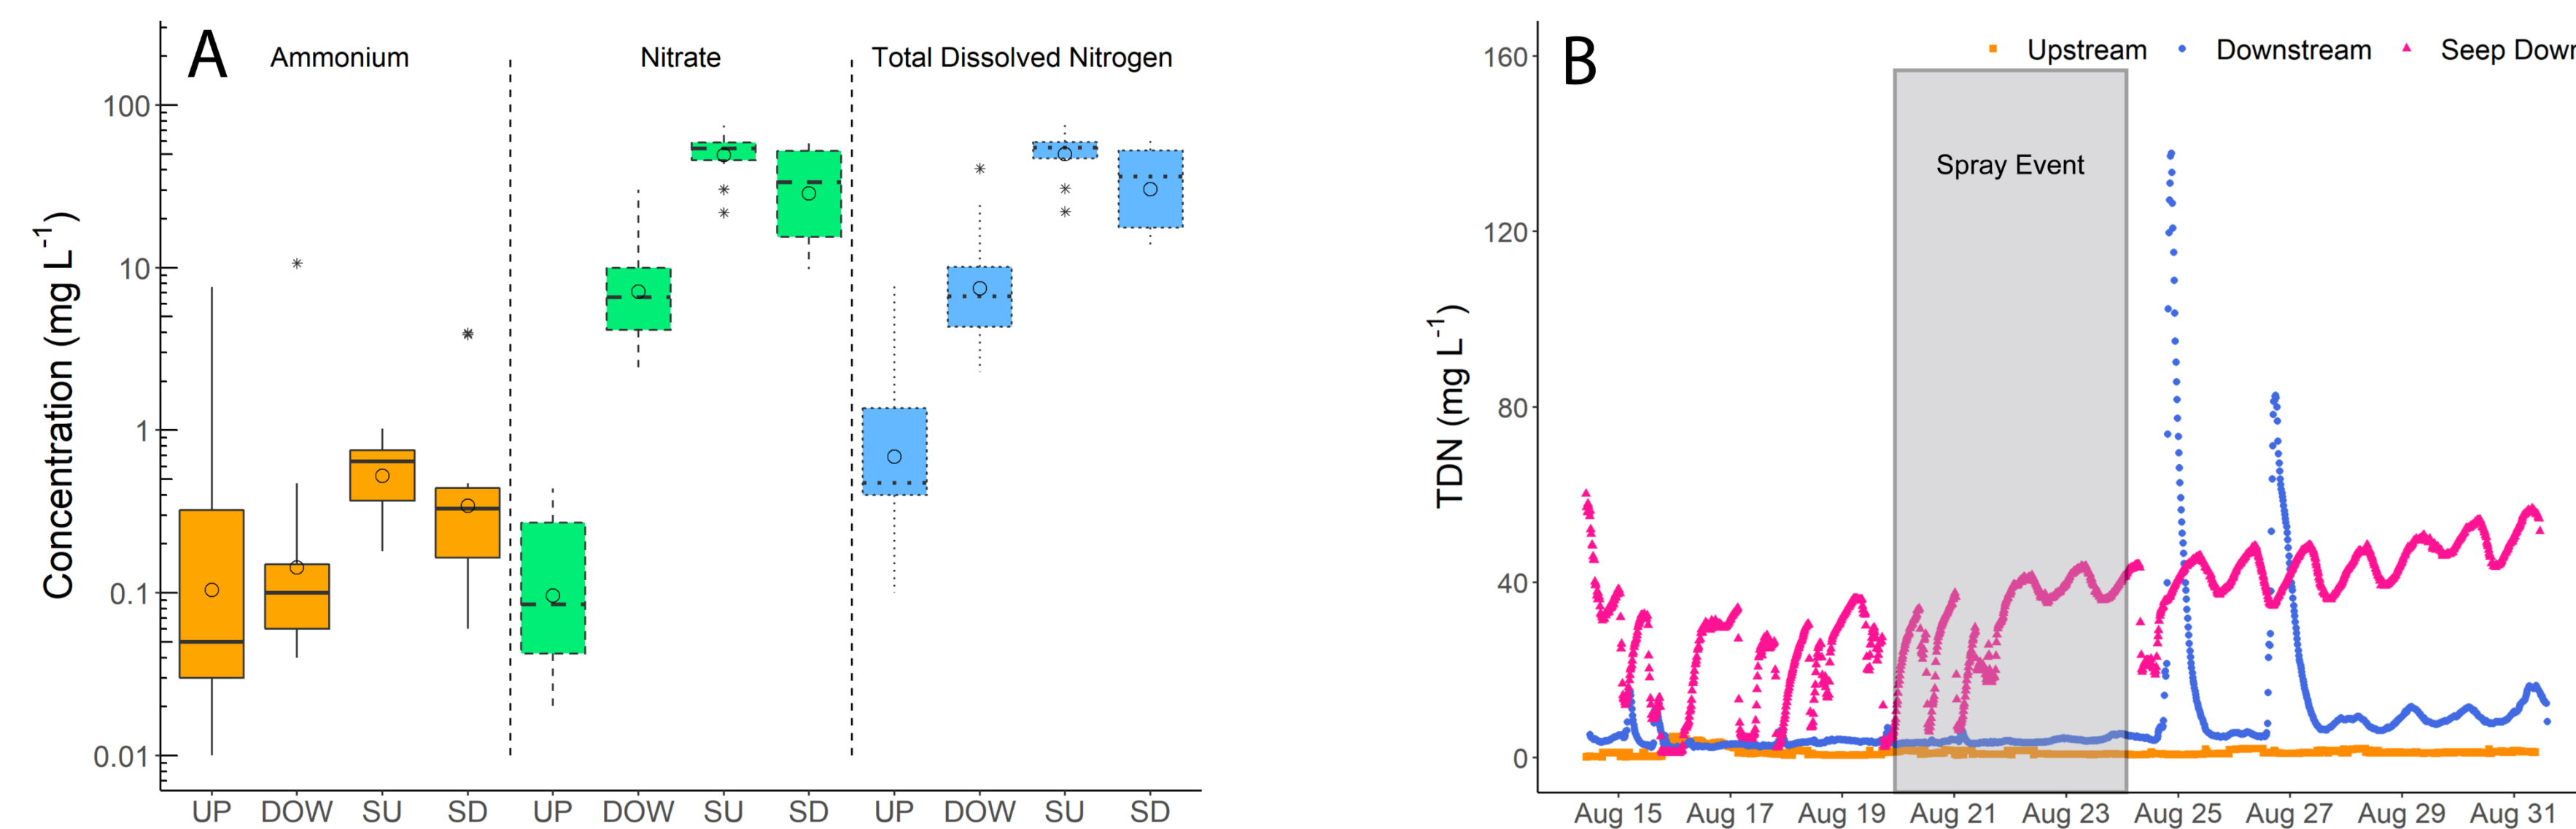 A
Ammonium
Nitrate
Total Dissolved Nitrogen
Concentration (mg L⁻¹)
100
10
1
0.1
0.01
UP DOW SU SD UP DOW SU SD UP DOW SU SD
B
Upstream Downstream Seep Dow
Spray Event
TDN (mg L⁻¹)
160
120
80
40
0
Aug 15 Aug 17 Aug 19 Aug 21 Aug 23 Aug 25 Aug 27 Aug 29 Aug 31